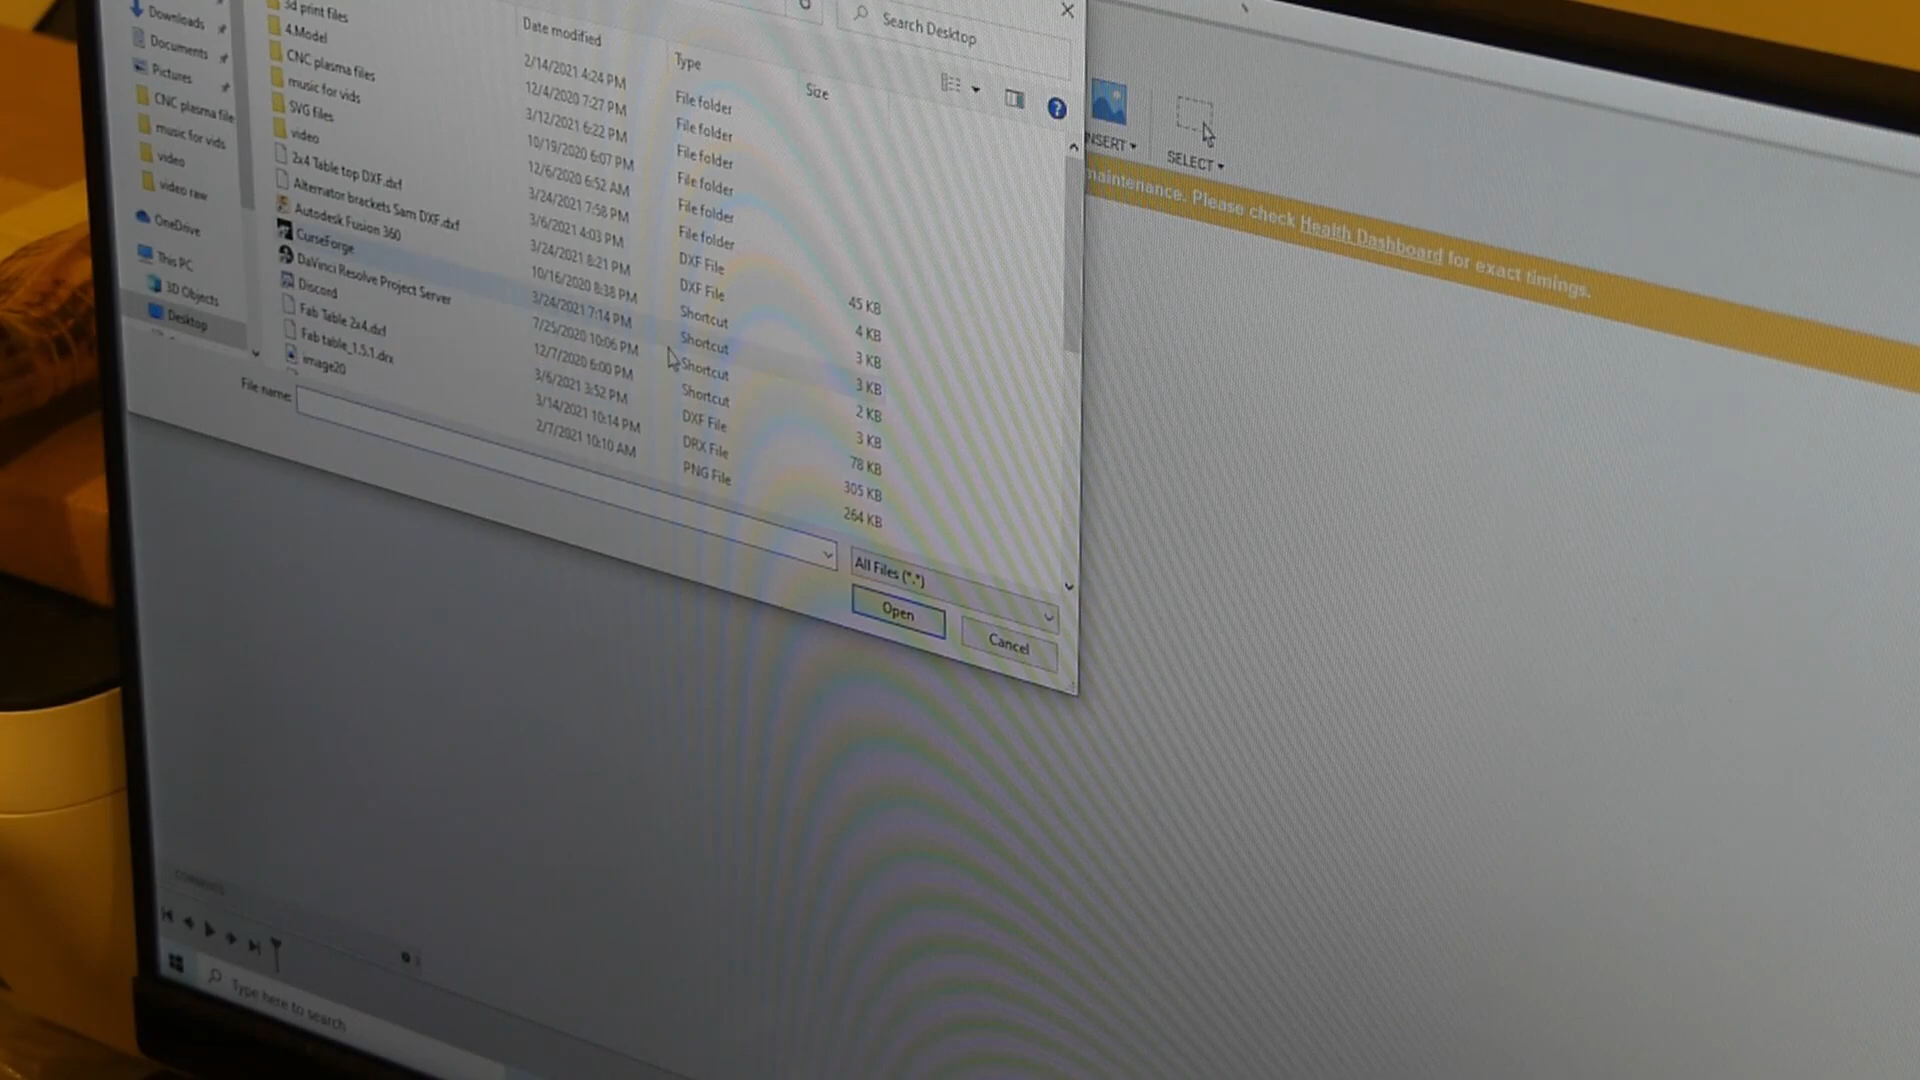 Search Desktop
Date modified
Type
Size
Downloads
Documents
Pictures
CNC plasma file
music for vids
video
video raw
OneDrive
This PC
3D Objects
Desktop
3d print files
2/14/2021 4:24 PM
File folder
4.Model
12/4/2020 7:27 PM
File folder
CNC plasma files
3/12/2021 6:22 PM
File folder
music for vids
10/19/2020 6:07 PM
File folder
SVG files
12/6/2020 6:52 AM
File folder
video
3/24/2021 7:58 PM
File folder
2x4 Table top DXF.dxf
3/6/2021 4:03 PM
DXF File
45 KB
Alternator brackets Sam DXF.dxf
3/24/2021 8:21 PM
DXF File
4 KB
Autodesk Fusion 360
10/16/2020 8:38 PM
Shortcut
3 KB
CurseForge
3/24/2021 7:14 PM
Shortcut
3 KB
DaVinci Resolve Project Server
7/25/2020 10:06 PM
Shortcut
2 KB
Discord
12/7/2020 6:00 PM
Shortcut
3 KB
Fab Table 2x4.dxf
3/6/2021 3:52 PM
DXF File
78 KB
Fab table_1.5.1.drx
3/14/2021 10:14 PM
DRX File
305 KB
image20
2/7/2021 10:10 AM
PNG File
264 KB
File name:
All Files (*.*)
Open
Cancel
NSERT
SELECT
maintenance. Please check Health Dashboard for exact timings.
Type here to search